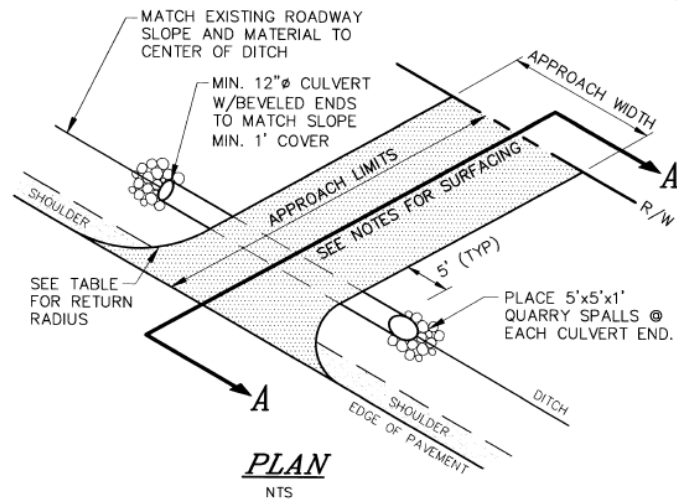 MATCH EXISTING ROADWAY
SLOPE AND MATERIAL TO
CENTER OF DITCH
MIN. 12"ø CULVERT
W/BEVELED ENDS
TO MATCH SLOPE
MIN. 1' COVER
APPROACH WIDTH
A
R/W
APPROACH LIMITS
SEE NOTES FOR SURFACING
SHOULDER
SEE TABLE
FOR RETURN
RADIUS
5' (TYP)
PLACE 5'x5'x1'
QUARRY SPALLS @
EACH CULVERT END.
A
DITCH
SHOULDER
EDGE OF PAVEMENT
PLAN
NTS